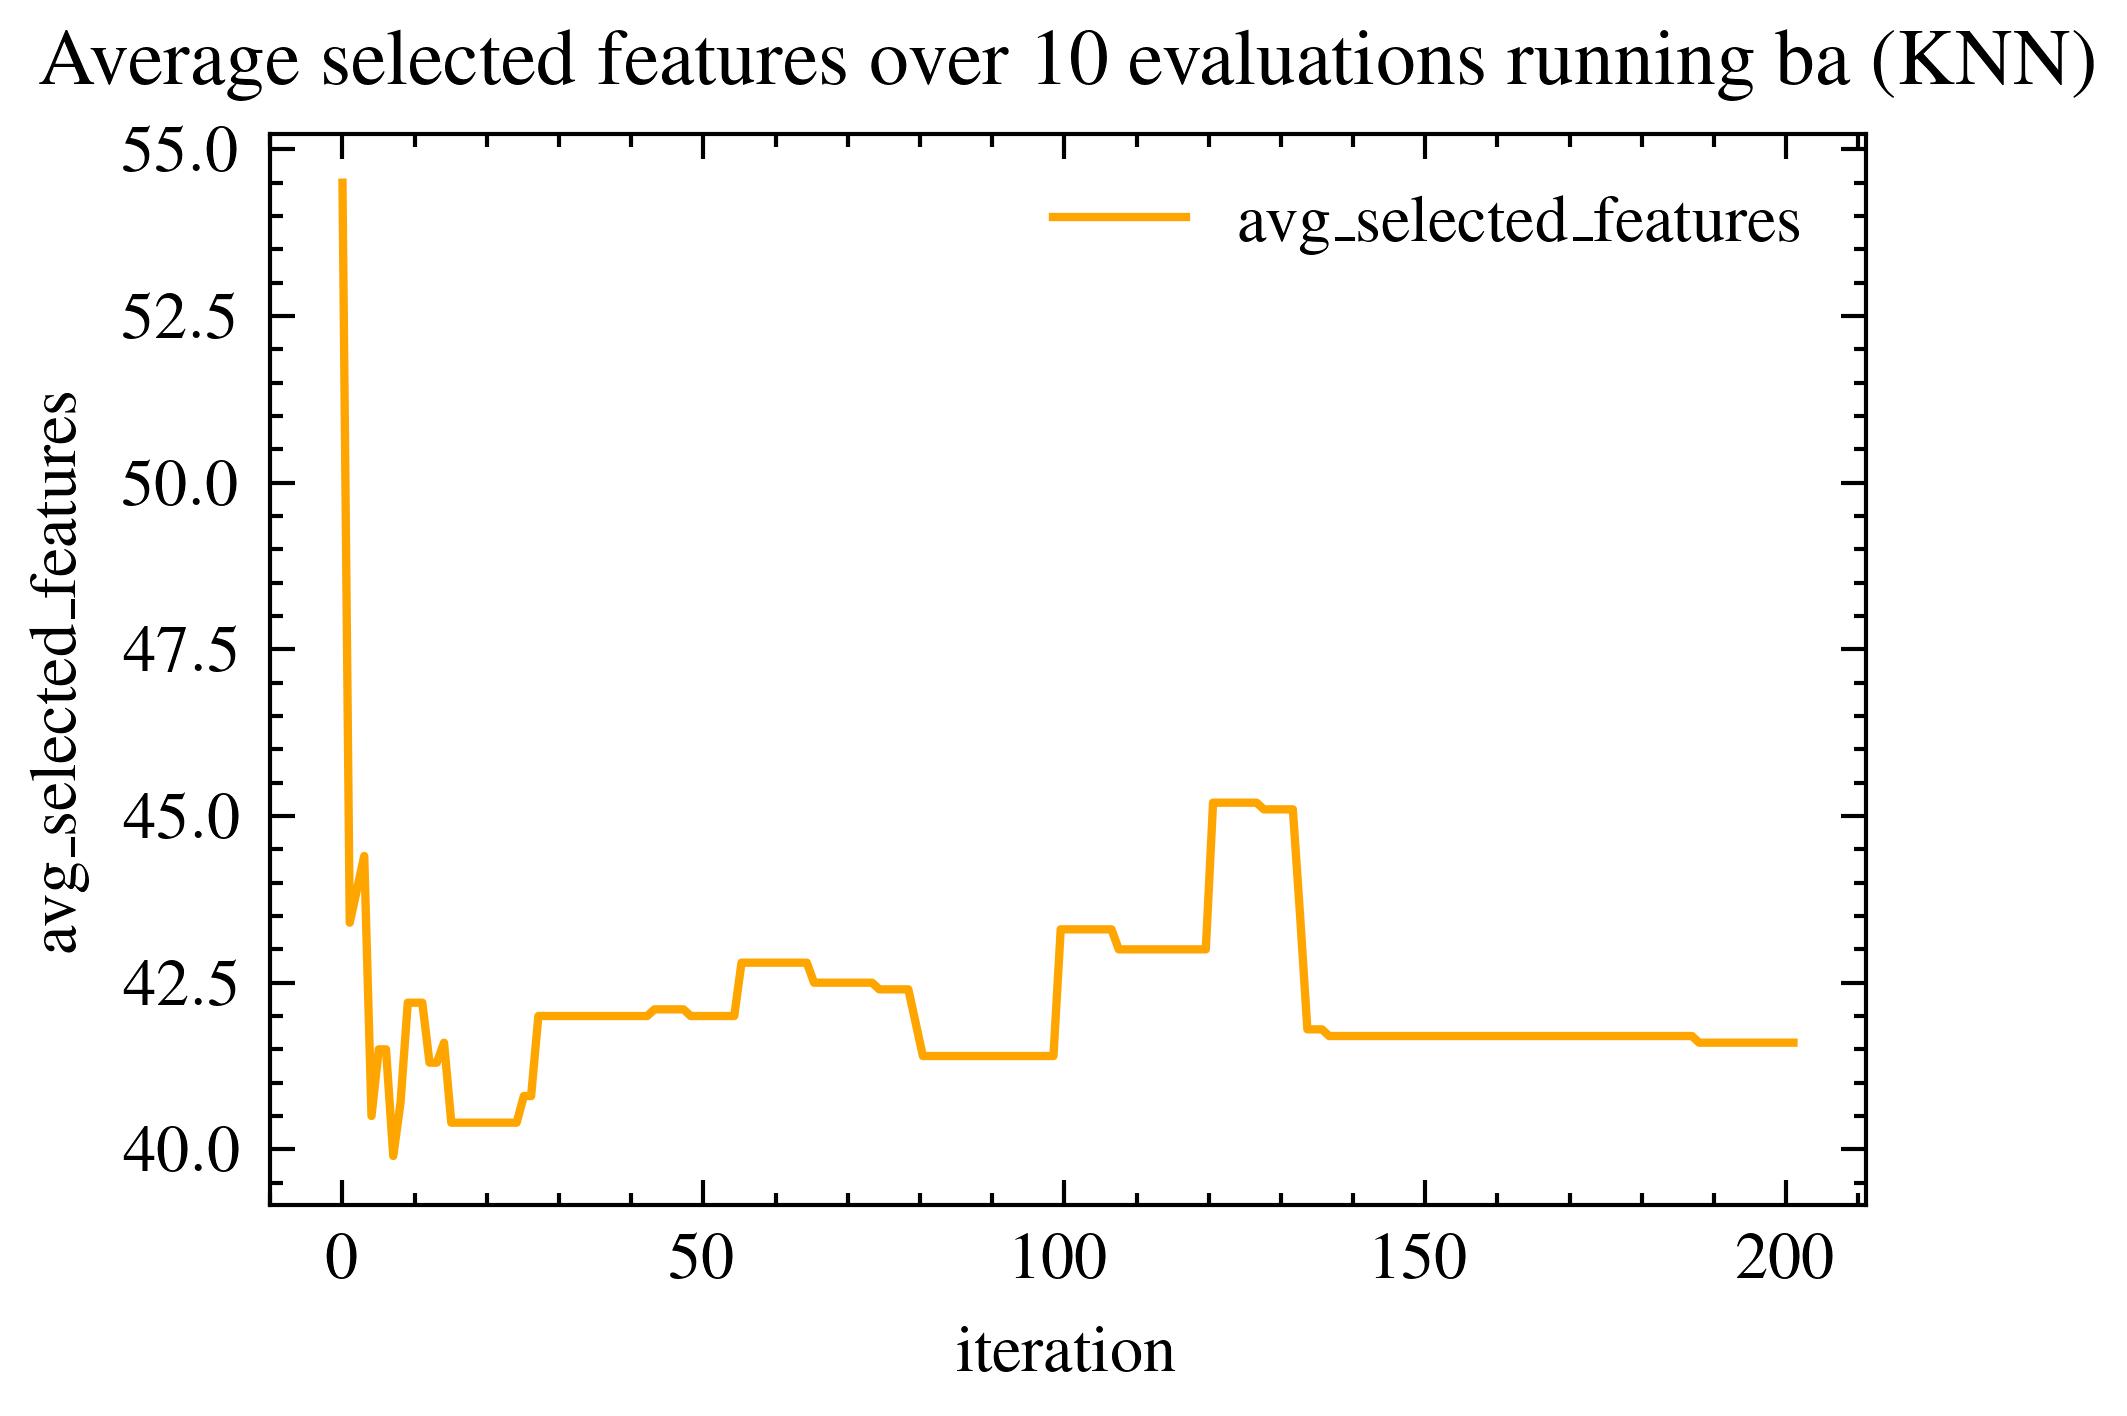 Average selected features over 10 evaluations running ba (KNN)
avg_selected_features
55.0
52.5
50.0
47.5
45.0
42.5
40.0
avg_selected_features
0 50 100 150 200
iteration